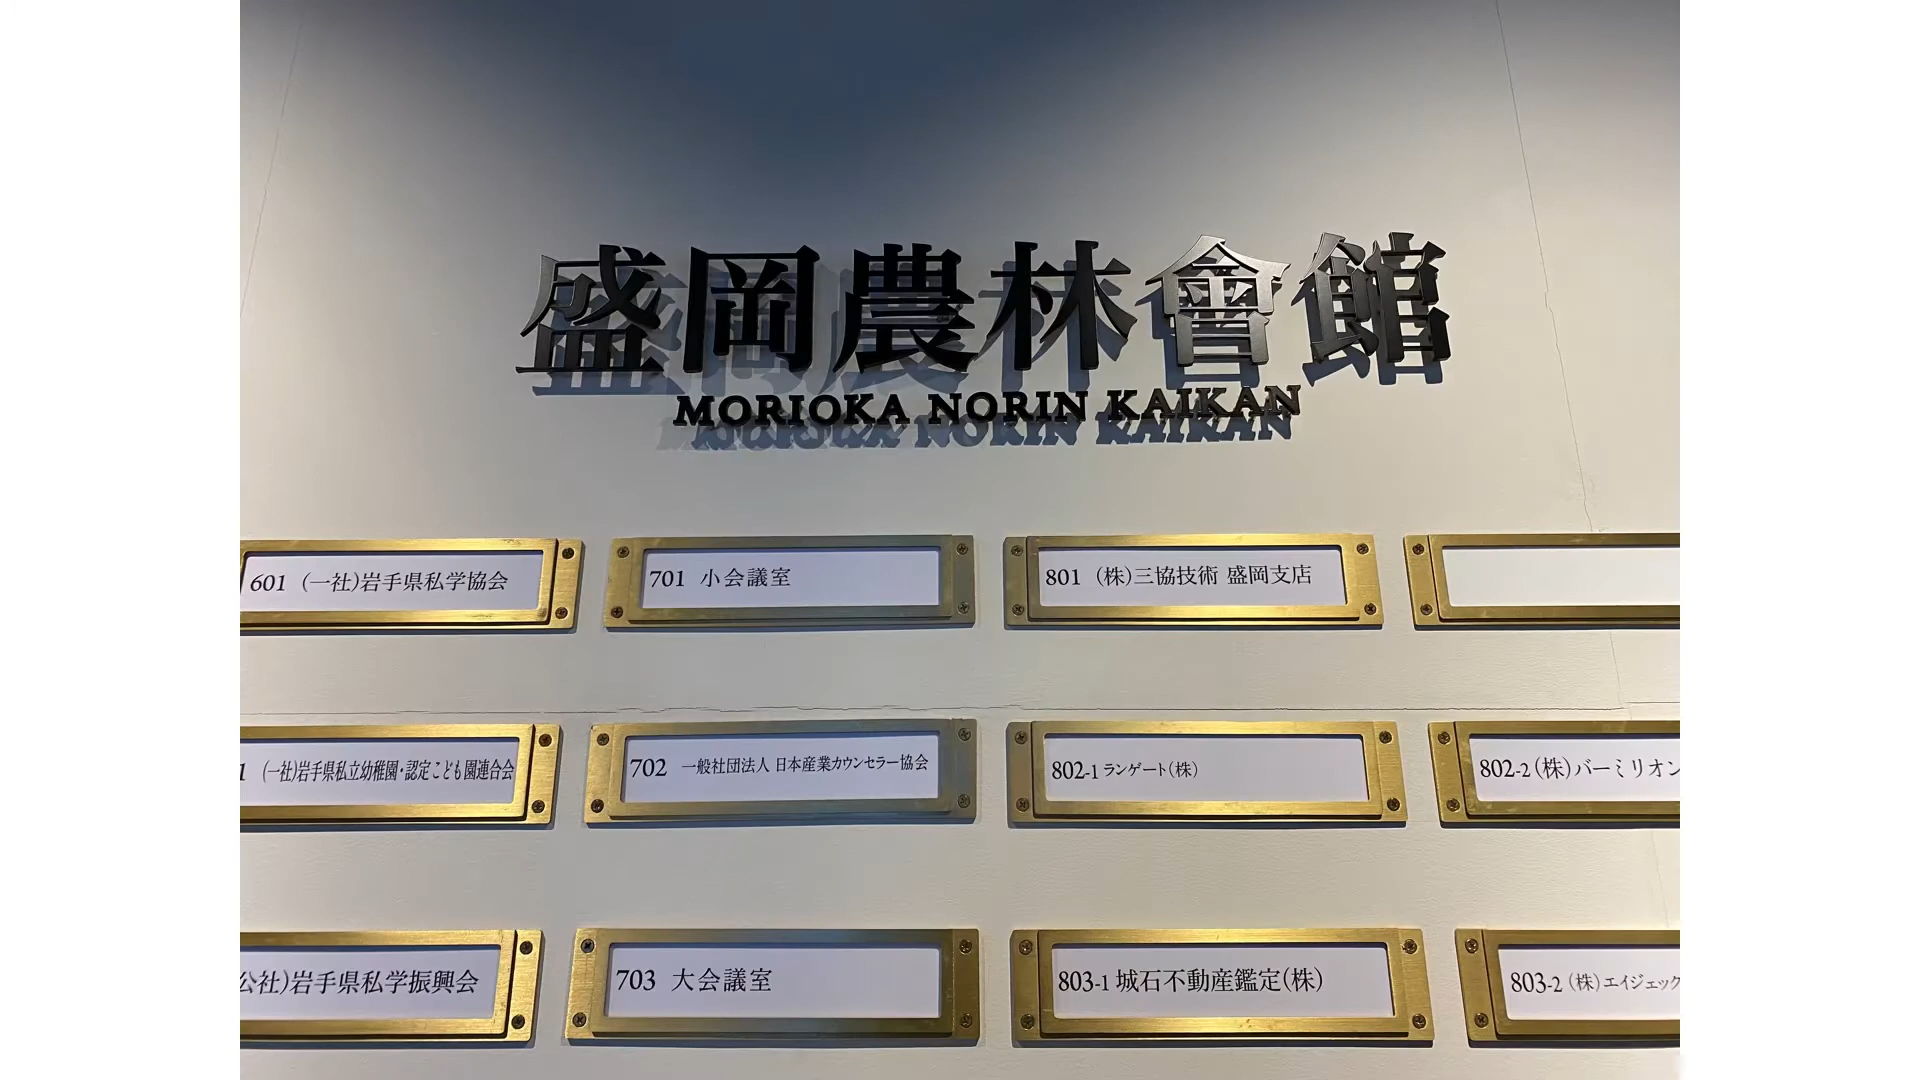 盛岡農林會館
MORIOKA NORIN KAIKAN
601 (一社)岩手県私学協会
701 小会議室
801 (株)三協技術 盛岡支店
1 (一社)岩手県私立幼稚園・認定こども園連合会
702 一般社団法人 日本産業カウンセラー協会
802-1 ランゲート(株)
802-2 (株)バーミリオン
公社)岩手県私学振興会
703 大会議室
803-1 城石不動産鑑定(株)
803-2 (株)エイジェック